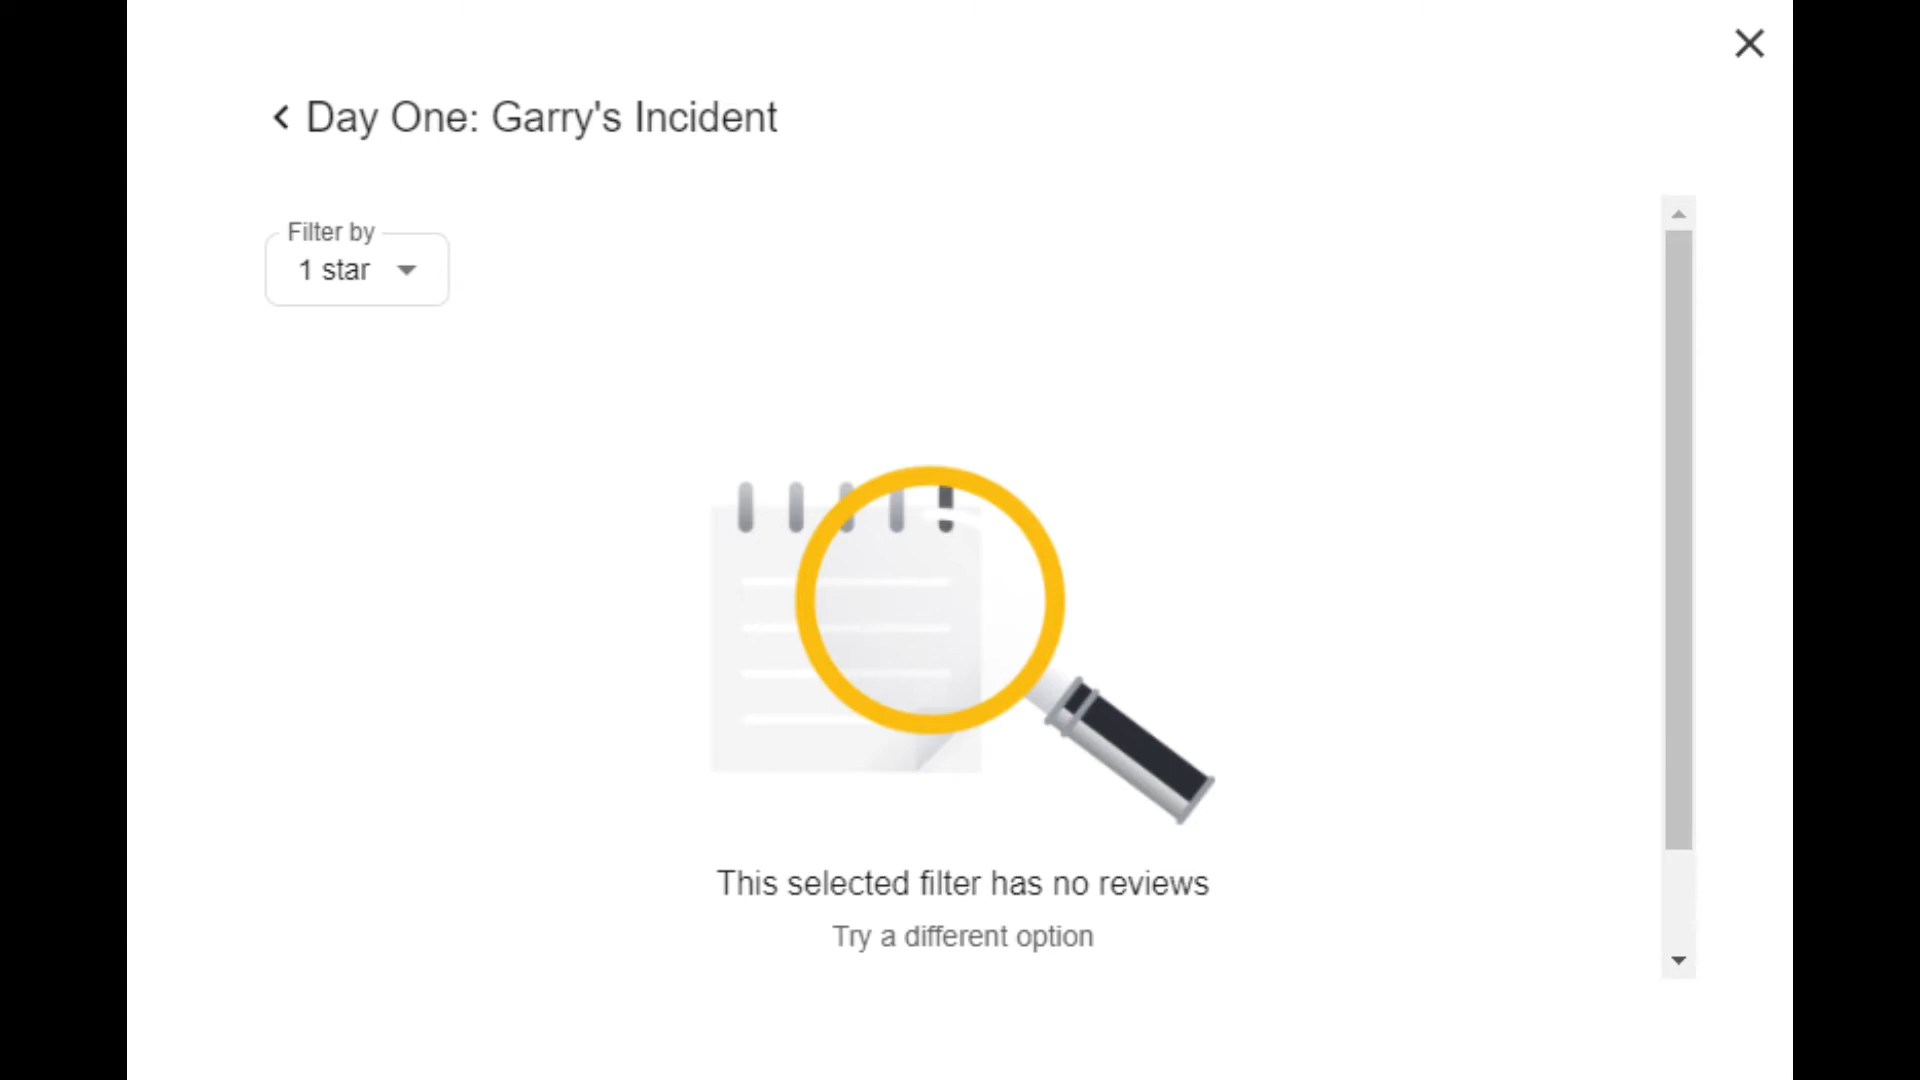 Day One: Garry's Incident
Filter by
1 star
This selected filter has no reviews
Try a different option